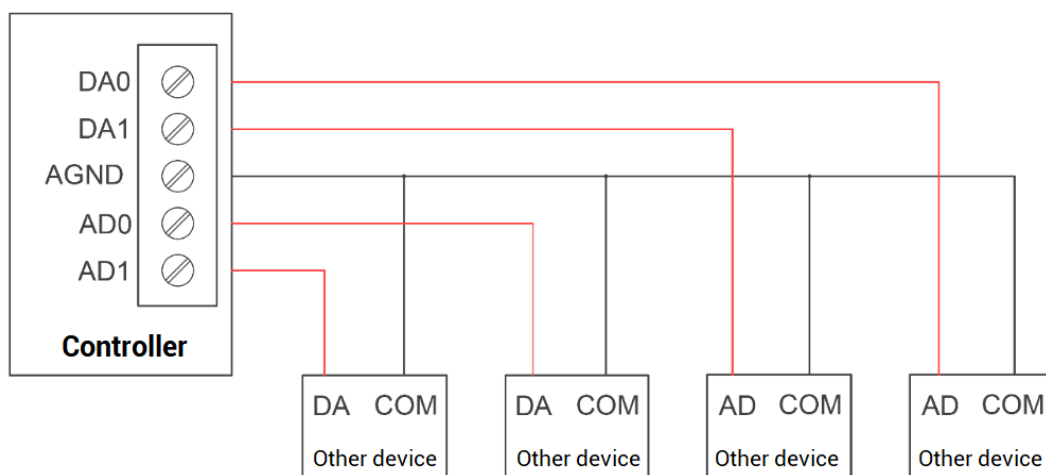 DA0
DA1
AGND
AD0
AD1
Controller
DA COM
Other device
DA COM
Other device
AD COM
Other device
AD COM
Other device